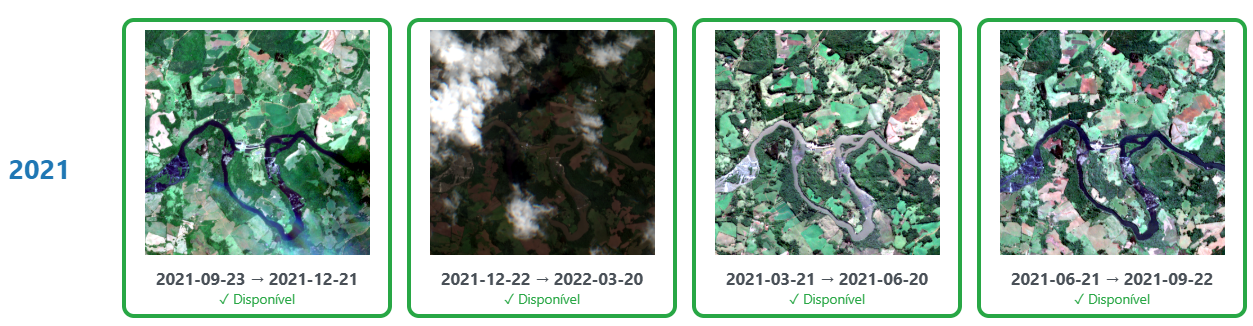 2021
2021-09-23 → 2021-12-21
✓ Disponível
2021-12-22 → 2022-03-20
✓ Disponível
2021-03-21 → 2021-06-20
✓ Disponível
2021-06-21 → 2021-09-22
✓ Disponível